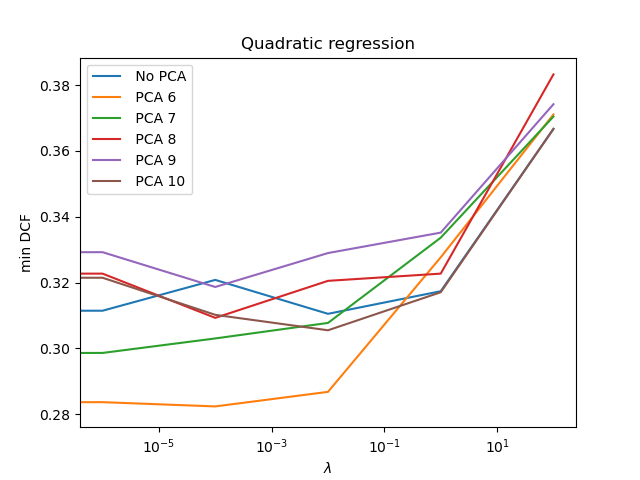 Quadratic regression
No PCA
PCA 6
PCA 7
PCA 8
PCA 9
PCA 10
min DCF
0.38
0.36
0.34
0.32
0.30
0.28
10⁻⁵
10⁻³
10⁻¹
10¹
λ